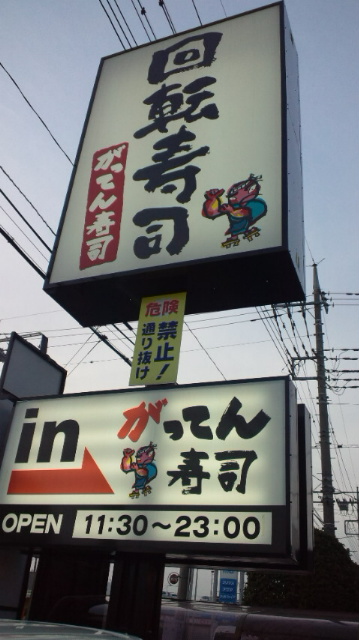 回転寿司
がってん寿司
危険
通り抜け
禁止！
in
がってん
寿司
OPEN 11:30～23:00